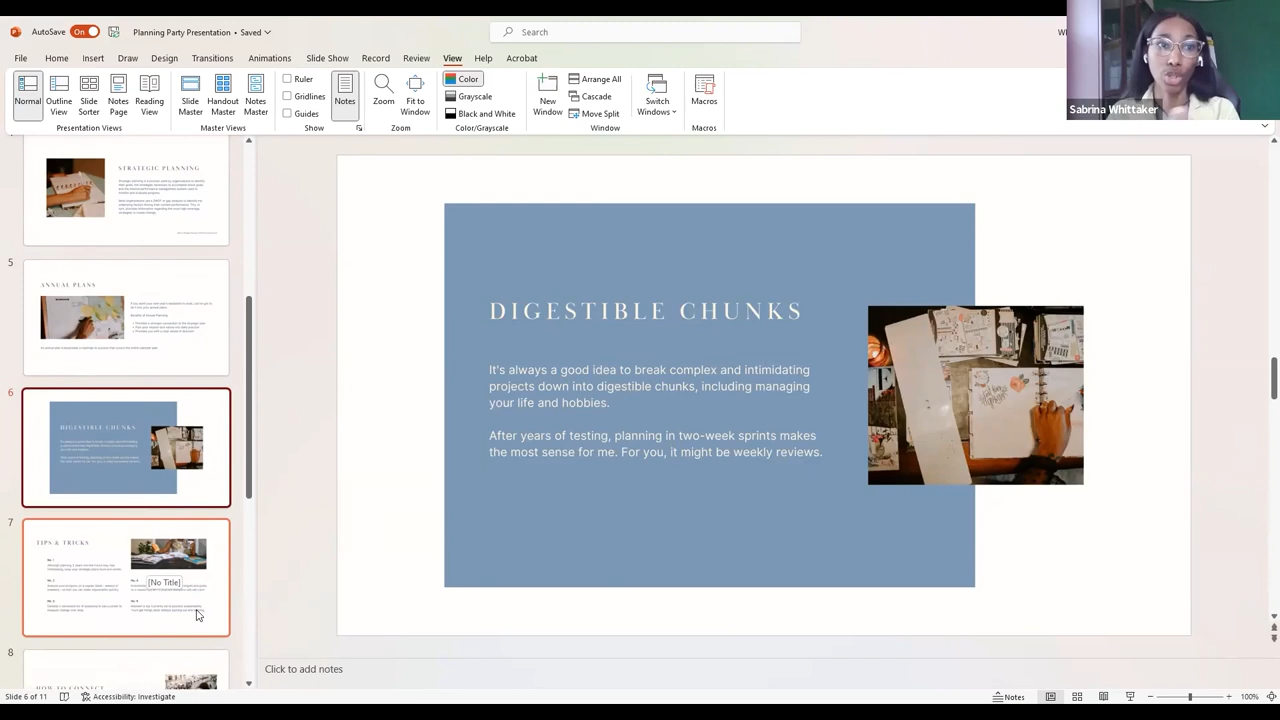 AutoSave On Planning Party Presentation • Saved Search
File Home Insert Draw Design Transitions Animations Slide Show Record Review View Help Acrobat
Normal
Outline View
Slide Sorter
Notes Page
Reading View
Presentation Views
Slide Master
Handout Master
Notes Master
Master Views
Ruler
Gridlines
Guides
Show
Notes
Zoom
Fit to Window
Zoom
Color
Grayscale
Black and White
Color/Grayscale
New Window
Arrange All
Cascade
Move Split
Window
Switch Windows
Macros
Macros
Sabrina Whittaker
STRATEGIC PLANNING
5
ANNUAL PLANS
6
DIGESTIBLE CHUNKS
7
TIPS & TRICKS
[No Title]
8
HOW TO CONNECT
DIGESTIBLE CHUNKS
It's always a good idea to break complex and intimidating
projects down into digestible chunks, including managing
your life and hobbies.
After years of testing, planning in two-week sprints makes
the most sense for me. For you, it might be weekly reviews.
Click to add notes
Slide 6 of 11 Accessibility: Investigate Notes 100%